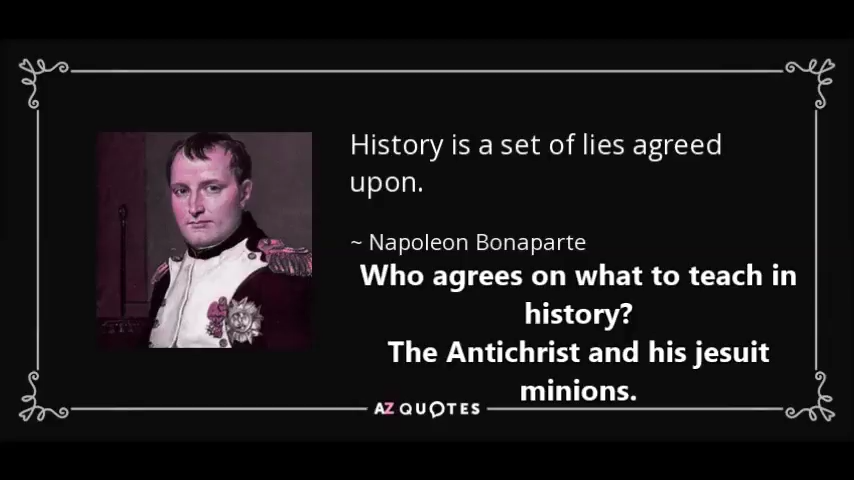 History is a set of lies agreed
upon.
~ Napoleon Bonaparte
Who agrees on what to teach in
history?
The Antichrist and his jesuit
minions.
AZ QUOTES